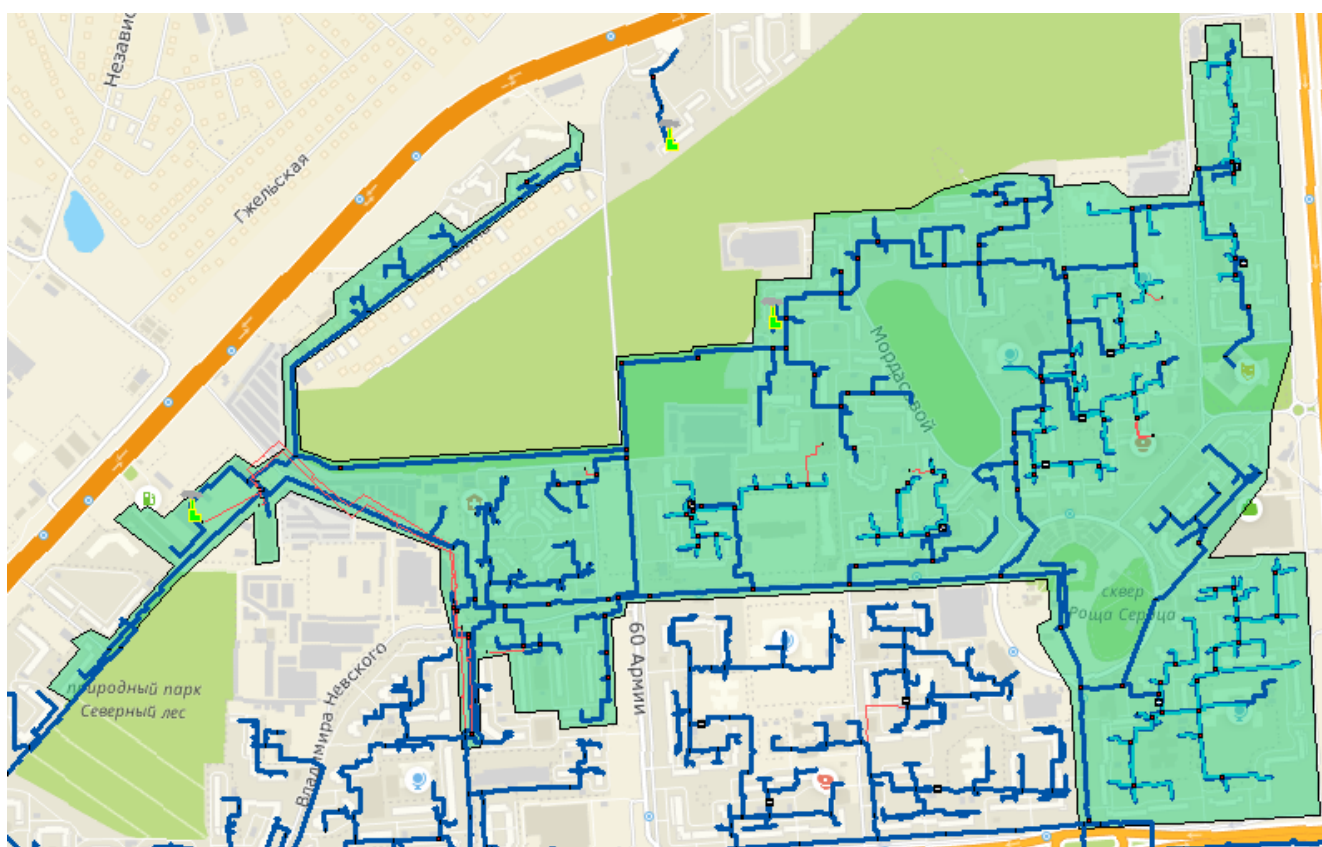 Независ
Гжельская
Мордасовой
сквер
Роща Сердца
60 Армии
Владимира Невского
природный парк
Северный лес